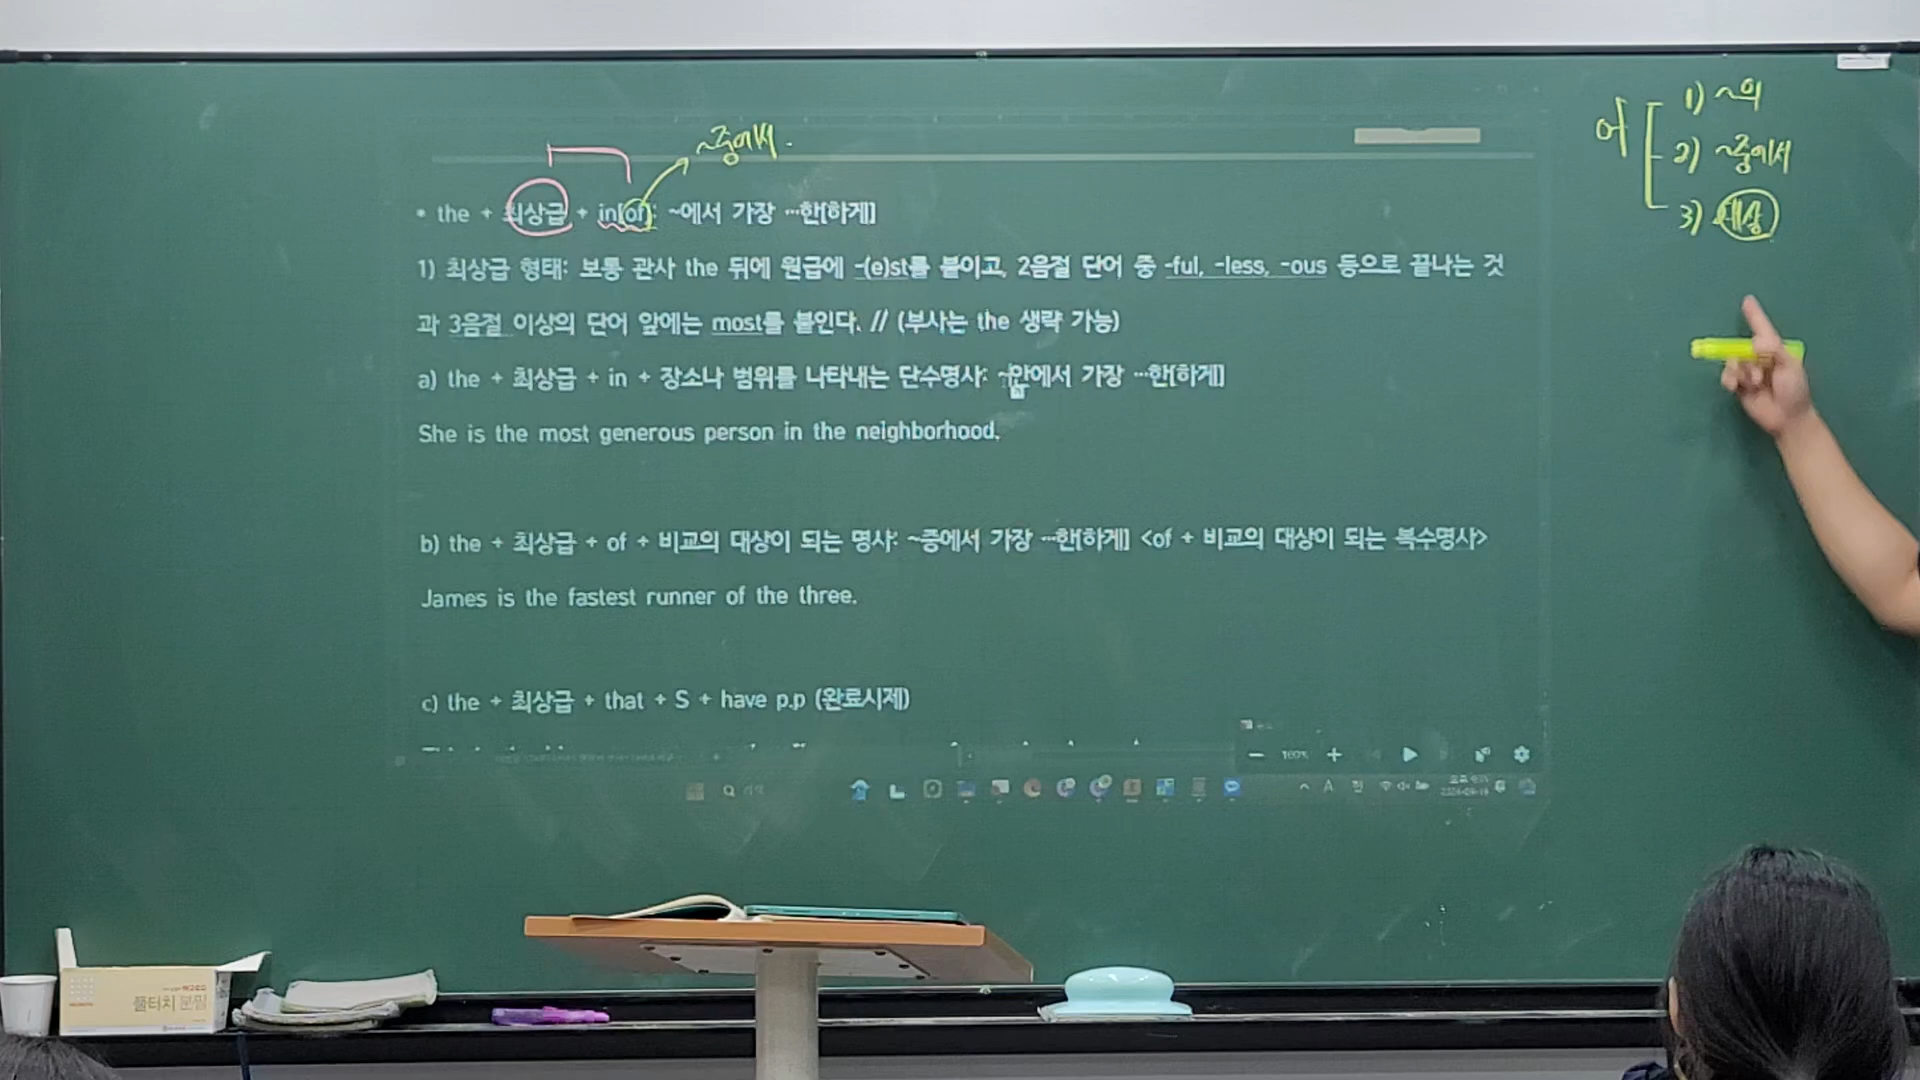 ~중에서.
of
1) ~의
2) ~중에서
3) 대상
* the + 최상급 + in[of]: ~에서 가장 …한[하게]
1) 최상급 형태: 보통 관사 the 뒤에 원급에 -(e)st를 붙이고, 2음절 단어 중 -ful, -less, -ous 등으로 끝나는 것
과 3음절 이상의 단어 앞에는 most를 붙인다. // (부사는 the 생략 가능)
a) the + 최상급 + in + 장소나 범위를 나타내는 단수명사: ~안에서 가장 …한[하게]
She is the most generous person in the neighborhood.
b) the + 최상급 + of + 비교의 대상이 되는 명사: ~중에서 가장 …한[하게] <of + 비교의 대상이 되는 복수명사>
James is the fastest runner of the three.
c) the + 최상급 + that + S + have p.p (완료시제)
풀터치 분필